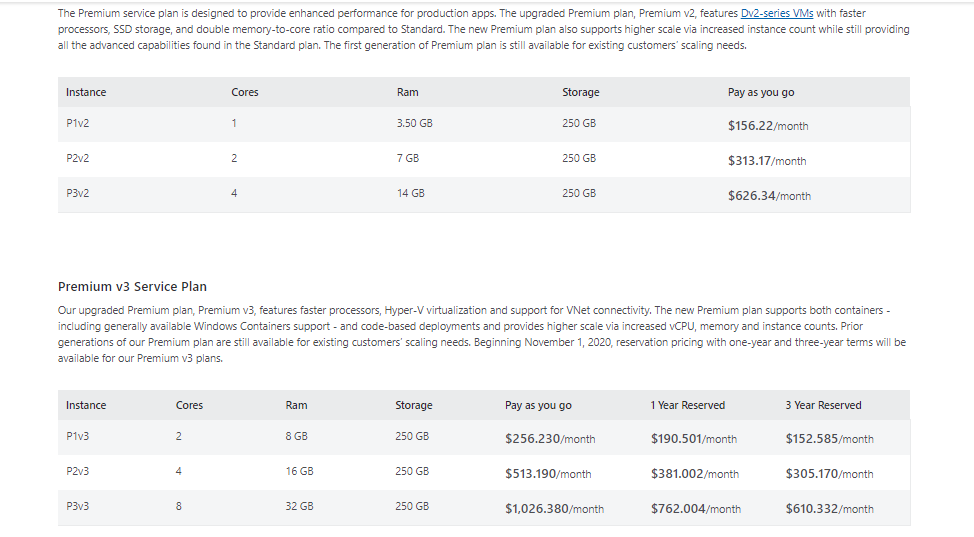 The Premium service plan is designed to provide enhanced performance for production apps. The upgraded Premium plan, Premium v2, features Dv2-series VMs with faster
processors, SSD storage, and double memory-to-core ratio compared to Standard. The new Premium plan also supports higher scale via increased instance count while still providing
all the advanced capabilities found in the Standard plan. The first generation of Premium plan is still available for existing customers' scaling needs.
Instance Cores Ram Storage Pay as you go
P1v2 1 3.50 GB 250 GB $156.22/month
P2v2 2 7 GB 250 GB $313.17/month
P3v2 4 14 GB 250 GB $626.34/month
Premium v3 Service Plan
Our upgraded Premium plan, Premium v3, features faster processors, Hyper-V virtualization and support for VNet connectivity. The new Premium plan supports both containers -
including generally available Windows Containers support - and code-based deployments and provides higher scale via increased vCPU, memory and instance counts. Prior
generations of our Premium plan are still available for existing customers' scaling needs. Beginning November 1, 2020, reservation pricing with one-year and three-year terms will be
available for our Premium v3 plans.
Instance Cores Ram Storage Pay as you go 1 Year Reserved 3 Year Reserved
P1v3 2 8 GB 250 GB $256.230/month $190.501/month $152.585/month
P2v3 4 16 GB 250 GB $513.190/month $381.002/month $305.170/month
P3v3 8 32 GB 250 GB $1,026.380/month $762.004/month $610.332/month